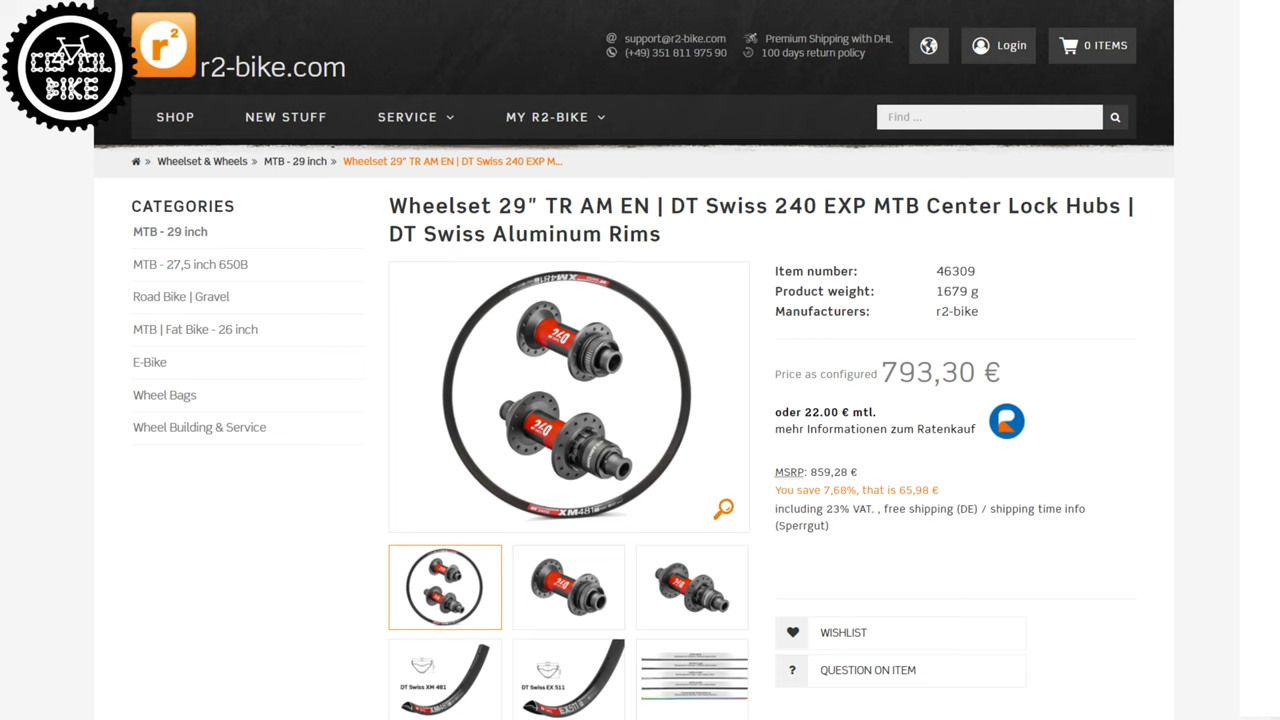 r²
r2-bike.com
support@r2-bike.com
(+49) 351 811 975 90
Premium Shipping with DHL
100 days return policy
Login
0 ITEMS
BIKE
SHOP
NEW STUFF
SERVICE
MY R2-BIKE
Find ...
» Wheelset & Wheels » MTB - 29 inch » Wheelset 29" TR AM EN | DT Swiss 240 EXP M...
CATEGORIES
MTB - 29 inch
MTB - 27,5 inch 650B
Road Bike | Gravel
MTB | Fat Bike - 26 inch
E-Bike
Wheel Bags
Wheel Building & Service
Wheelset 29" TR AM EN | DT Swiss 240 EXP MTB Center Lock Hubs |
DT Swiss Aluminum Rims
XM481
240
240
XM481
Item number: 46309
Product weight: 1679 g
Manufacturers: r2-bike
Price as configured 793,30 €
oder 22.00 € mtl.
mehr Informationen zum Ratenkauf
MSRP: 859,28 €
You save 7,68%, that is 65,98 €
including 23% VAT. , free shipping (DE) / shipping time info
(Sperrgut)
WISHLIST
? QUESTION ON ITEM
DT Swiss XM 481
XM481
DT Swiss EX 511
EX511